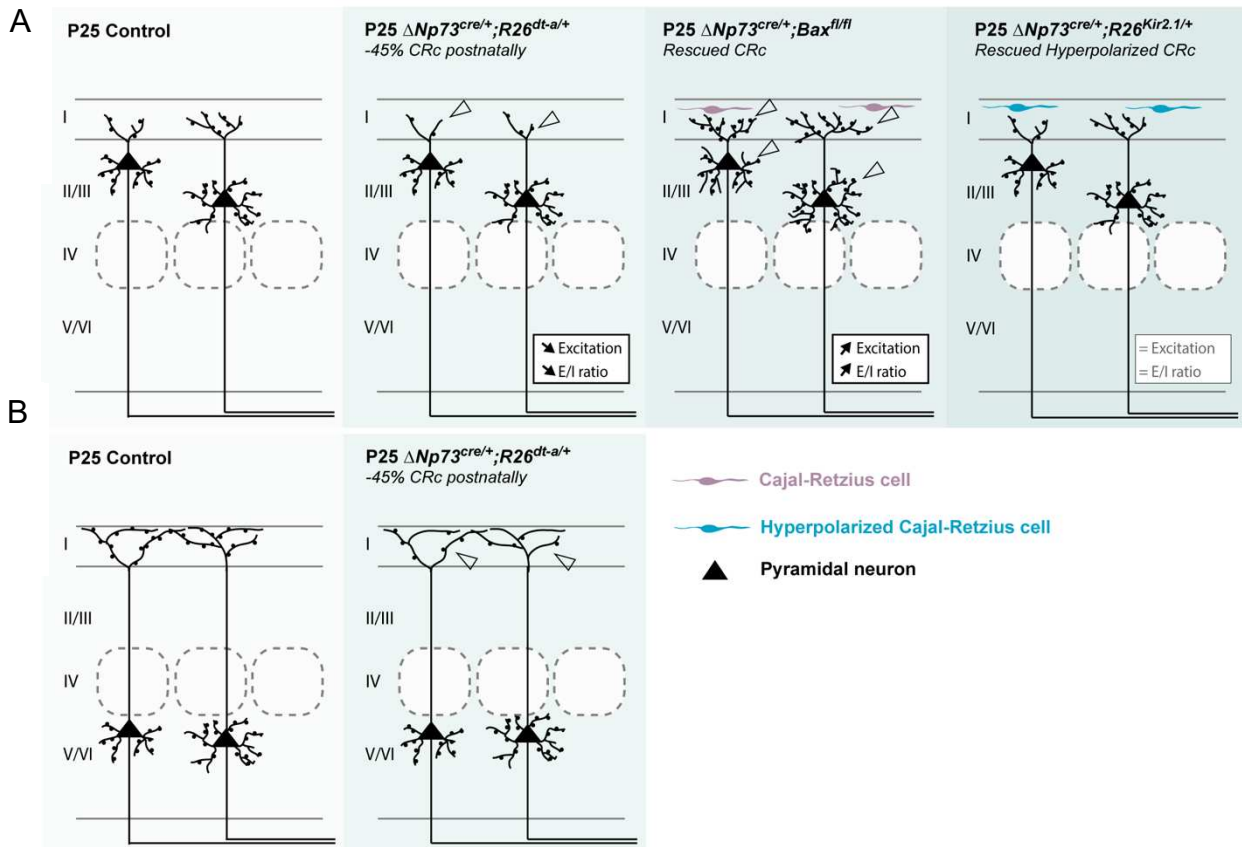 A
P25 Control
P25 ΔNp73cre/+;R26dt-a/+
-45% CRc postnatally
P25 ΔNp73cre/+;Baxfl/fl
Rescued CRc
P25 ΔNp73cre/+;R26Kir2.1/+
Rescued Hyperpolarized CRc
I
II/III
IV
V/VI
I
II/III
IV
V/VI
➘ Excitation
➘ E/I ratio
I
II/III
IV
V/VI
➚ Excitation
➚ E/I ratio
I
II/III
IV
V/VI
= Excitation
= E/I ratio
B
P25 Control
P25 ΔNp73cre/+;R26dt-a/+
-45% CRc postnatally
I
II/III
IV
V/VI
I
II/III
IV
V/VI
Cajal-Retzius cell
Hyperpolarized Cajal-Retzius cell
Pyramidal neuron